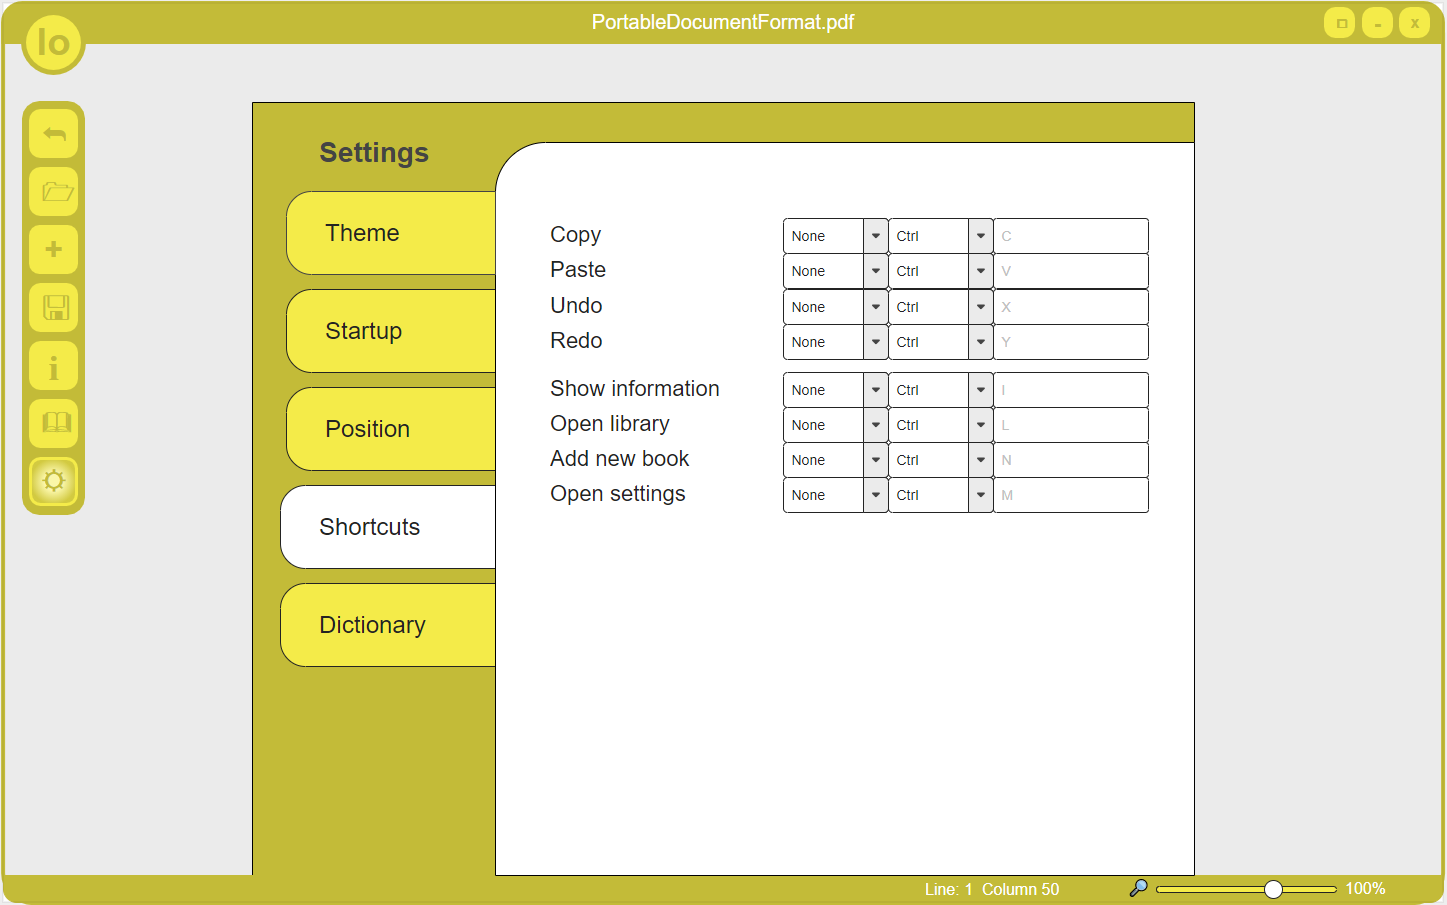 PortableDocumentFormat.pdf
x
lo
Settings
Theme
Startup
Position
Shortcuts
Dictionary
Copy None Ctrl C
Paste None Ctrl V
Undo None Ctrl X
Redo None Ctrl Y
Show information None Ctrl I
Open library None Ctrl L
Add new book None Ctrl N
Open settings None Ctrl M
Line: 1 Column 50
100%